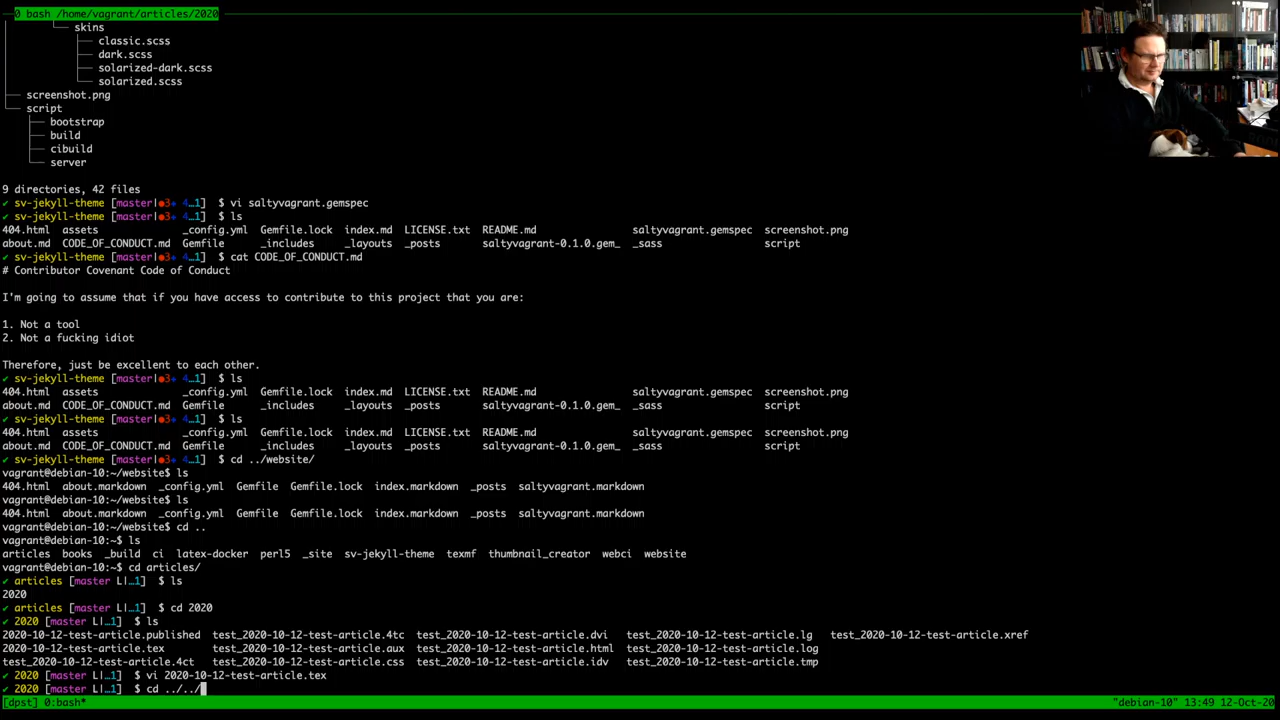 0 bash /home/vagrant/articles/2020
└── skins
├── classic.scss
├── dark.scss
├── solarized-dark.scss
└── solarized.scss
├── screenshot.png
└── script
├── bootstrap
├── build
├── cibuild
└── server
9 directories, 42 files
✔ sv-jekyll-theme [master|●3✚ 4…1] $ vi saltyvagrant.gemspec
✔ sv-jekyll-theme [master|●3✚ 4…1] $ ls
404.html assets _config.yml Gemfile.lock index.md LICENSE.txt README.md saltyvagrant.gemspec screenshot.png
about.md CODE_OF_CONDUCT.md Gemfile _includes _layouts _posts saltyvagrant-0.1.0.gem_ _sass script
✔ sv-jekyll-theme [master|●3✚ 4…1] $ cat CODE_OF_CONDUCT.md
# Contributor Covenant Code of Conduct
I'm going to assume that if you have access to contribute to this project that you are:
1. Not a tool
2. Not a fucking idiot
Therefore, just be excellent to each other.
✔ sv-jekyll-theme [master|●3✚ 4…1] $ ls
404.html assets _config.yml Gemfile.lock index.md LICENSE.txt README.md saltyvagrant.gemspec screenshot.png
about.md CODE_OF_CONDUCT.md Gemfile _includes _layouts _posts saltyvagrant-0.1.0.gem_ _sass script
✔ sv-jekyll-theme [master|●3✚ 4…1] $ ls
404.html assets _config.yml Gemfile.lock index.md LICENSE.txt README.md saltyvagrant.gemspec screenshot.png
about.md CODE_OF_CONDUCT.md Gemfile _includes _layouts _posts saltyvagrant-0.1.0.gem_ _sass script
✔ sv-jekyll-theme [master|●3✚ 4…1] $ cd ../website/
vagrant@debian-10:~/website$ ls
404.html about.markdown _config.yml Gemfile Gemfile.lock index.markdown _posts saltyvagrant.markdown
vagrant@debian-10:~/website$ ls
404.html about.markdown _config.yml Gemfile Gemfile.lock index.markdown _posts saltyvagrant.markdown
vagrant@debian-10:~/website$ cd ..
vagrant@debian-10:~$ ls
articles books _build ci latex-docker perl5 _site sv-jekyll-theme texmf thumbnail_creator webci website
vagrant@debian-10:~$ cd articles/
✔ articles [master L|…1] $ ls
2020
✔ articles [master L|…1] $ cd 2020
✔ 2020 [master L|…1] $ ls
2020-10-12-test-article.published test_2020-10-12-test-article.4tc test_2020-10-12-test-article.dvi test_2020-10-12-test-article.lg test_2020-10-12-test-article.xref
2020-10-12-test-article.tex test_2020-10-12-test-article.aux test_2020-10-12-test-article.html test_2020-10-12-test-article.log
test_2020-10-12-test-article.4ct test_2020-10-12-test-article.css test_2020-10-12-test-article.idv test_2020-10-12-test-article.tmp
✔ 2020 [master L|…1] $ vi 2020-10-12-test-article.tex
✔ 2020 [master L|…1] $ cd ../../
[dpst] 0:bash* "debian-10" 13:49 12-Oct-20